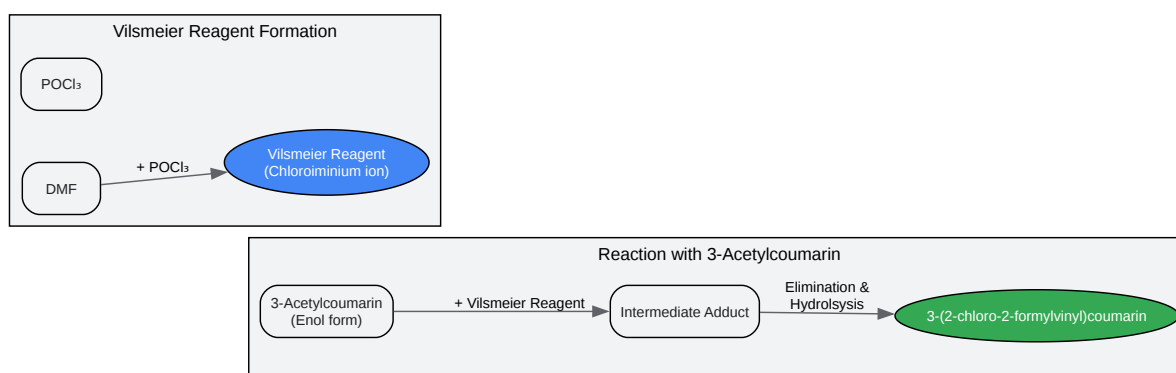 Vilsmeier Reagent Formation
POCl₃
DMF
+ POCl₃
Vilsmeier Reagent
(Chloroiminium ion)
Reaction with 3-Acetylcoumarin
3-Acetylcoumarin
(Enol form)
+ Vilsmeier Reagent
Intermediate Adduct
Elimination &
Hydrolsysis
3-(2-chloro-2-formylvinyl)coumarin